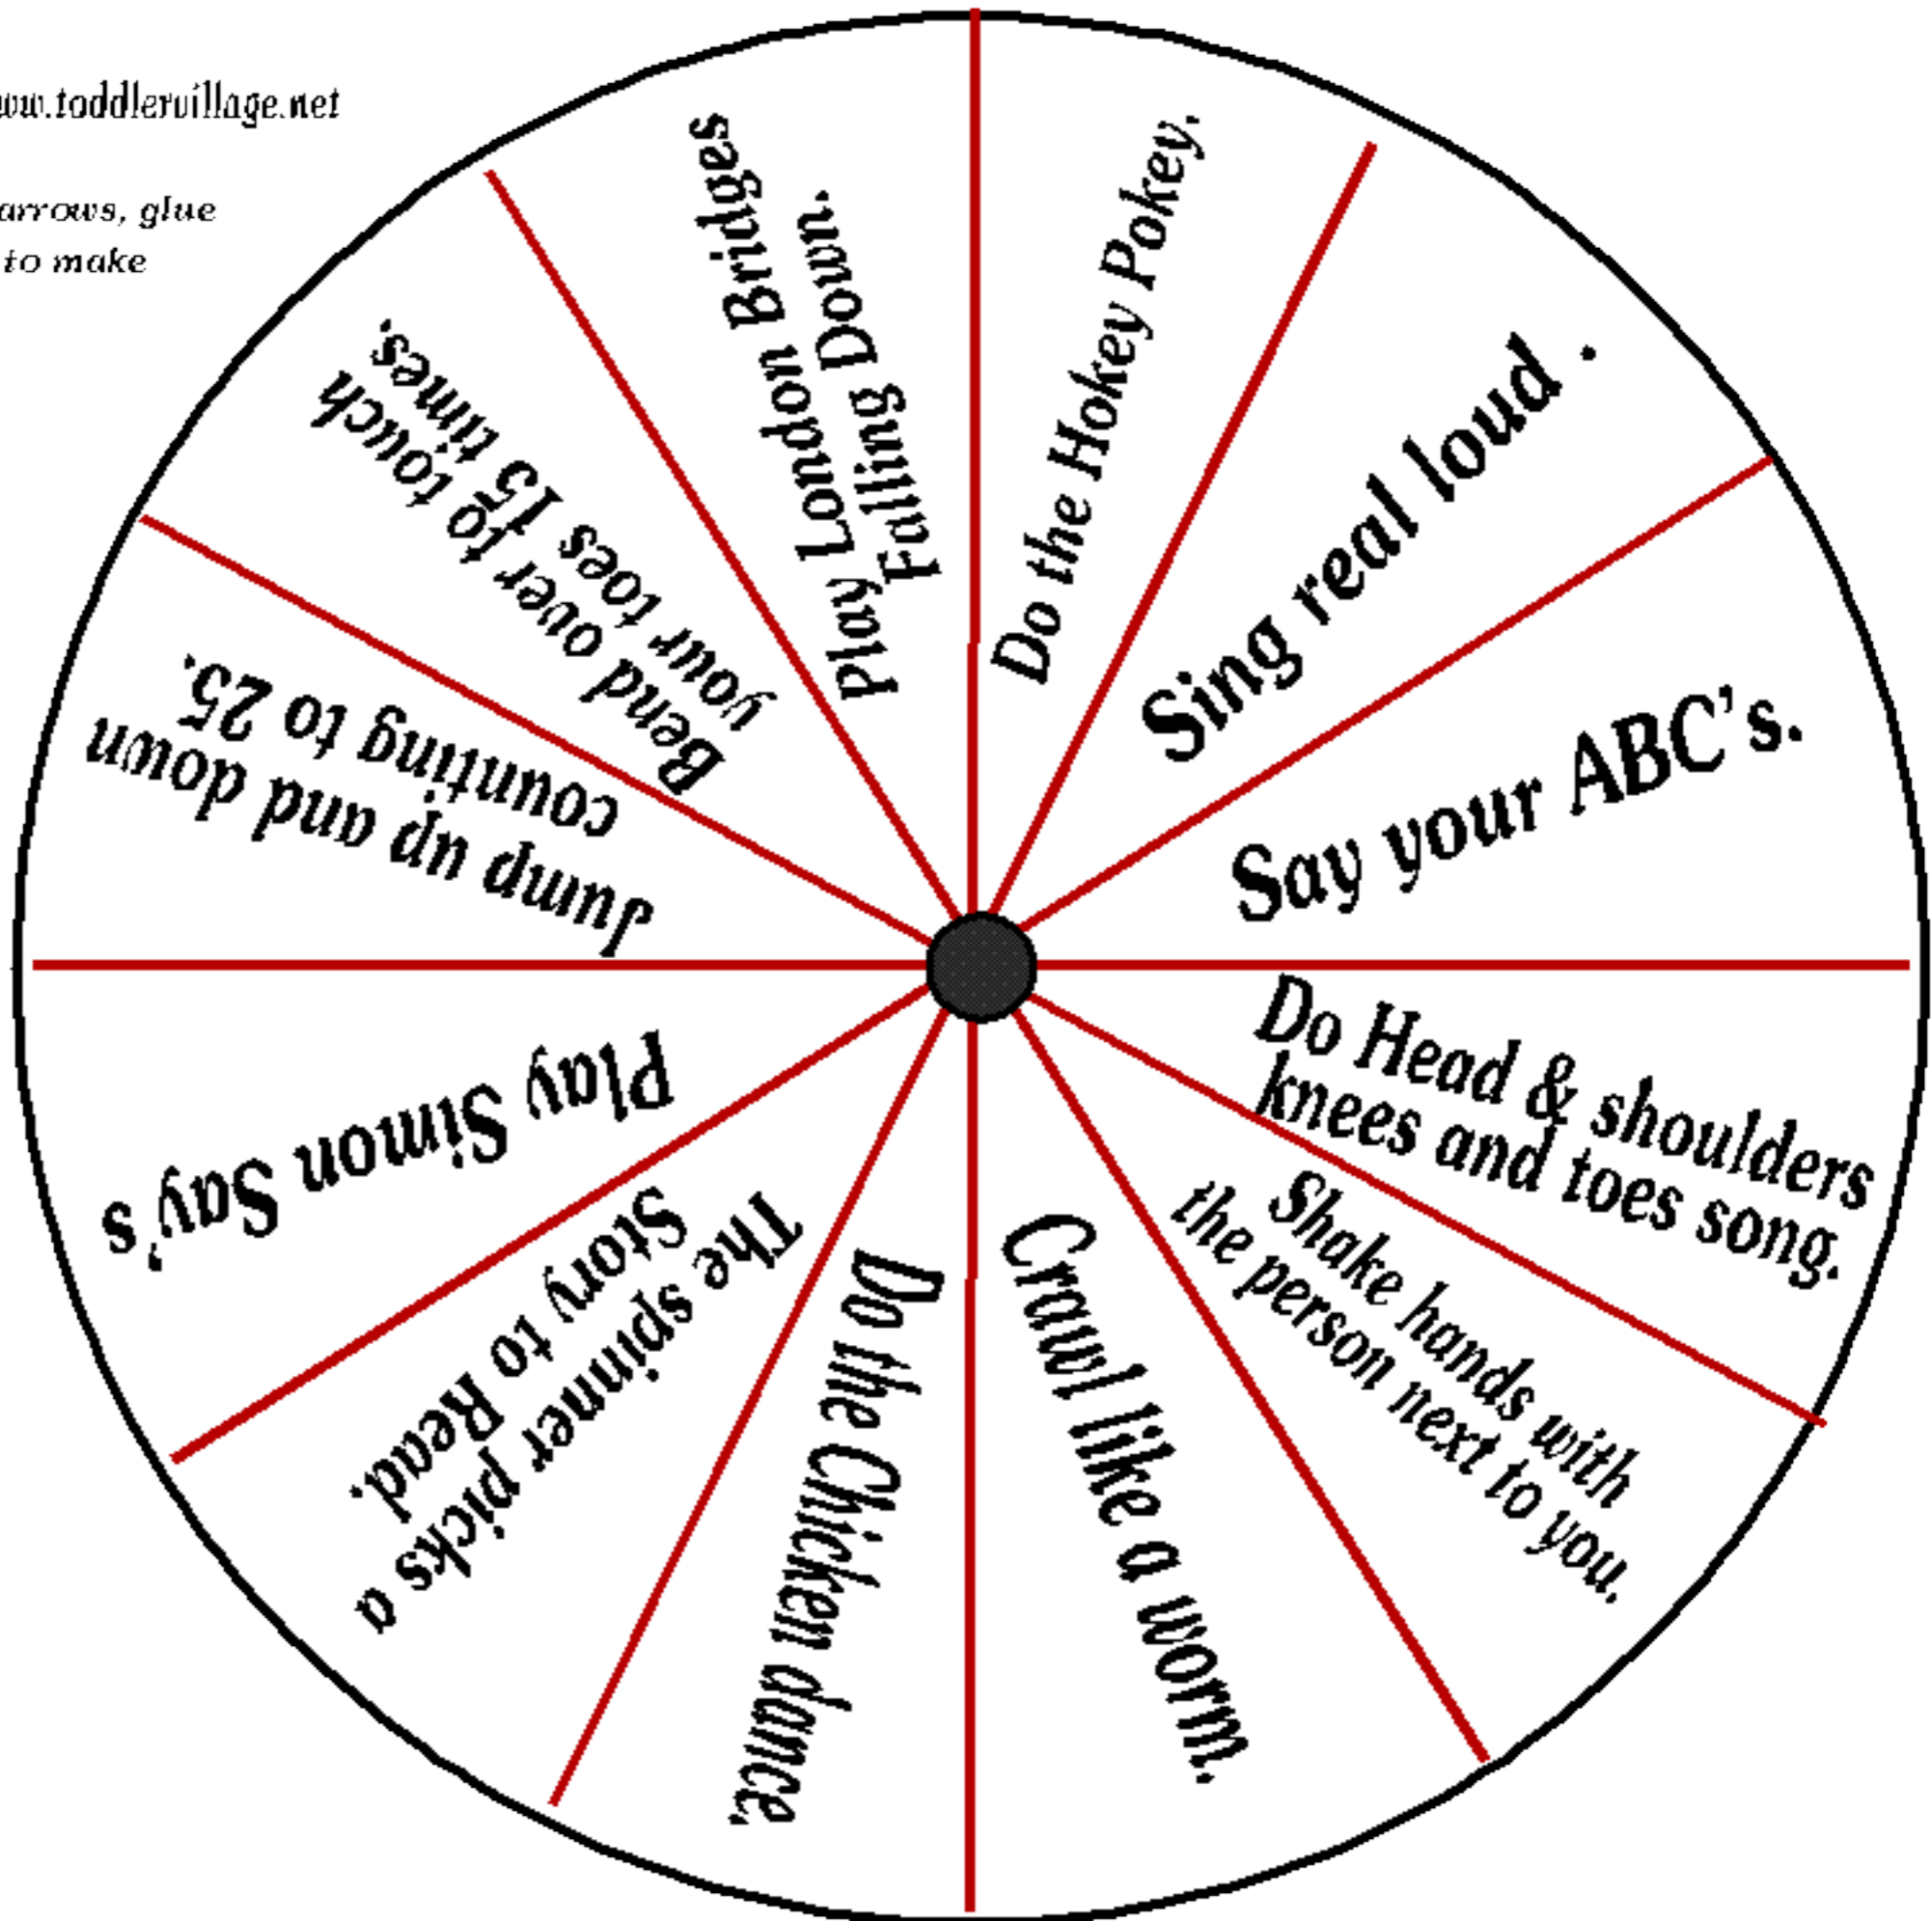 www.toddlervillage.net
arrows, glue
to make
Do the Hokey Pokey.
Sing real loud .
Say your ABC's.
Do Head & shoulders
knees and toes song.
Shake hands with
the person next to you.
Crawl like a worm.
Do the Chicken dance.
The spinner picks a
Story to Read.
Play Simon Say's
Jump up and down
counting to 25.
Bend over to touch
your toes 15 times.
Play London Bridges
Falling Down.